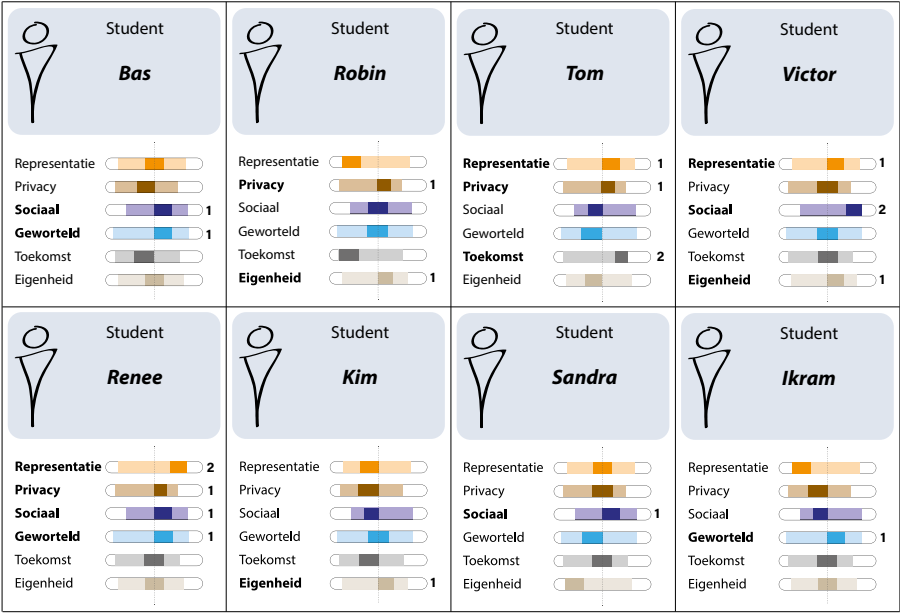 Student
Bas
Representatie
Privacy
Sociaal 1
Geworteld 1
Toekomst
Eigenheid
Student
Robin
Representatie
Privacy 1
Sociaal
Geworteld
Toekomst
Eigenheid 1
Student
Tom
Representatie 1
Privacy 1
Sociaal
Geworteld
Toekomst 2
Eigenheid
Student
Victor
Representatie 1
Privacy
Sociaal 2
Geworteld
Toekomst
Eigenheid 1
Student
Renee
Representatie 2
Privacy 1
Sociaal 1
Geworteld 1
Toekomst
Eigenheid
Student
Kim
Representatie
Privacy
Sociaal
Geworteld
Toekomst
Eigenheid 1
Student
Sandra
Representatie
Privacy
Sociaal 1
Geworteld
Toekomst
Eigenheid
Student
Ikram
Representatie
Privacy
Sociaal
Geworteld 1
Toekomst
Eigenheid